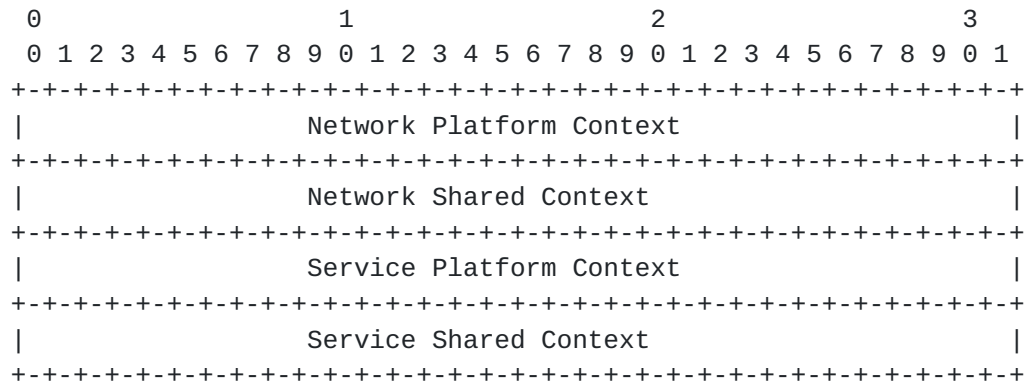 0                   1                   2                   3
0 1 2 3 4 5 6 7 8 9 0 1 2 3 4 5 6 7 8 9 0 1 2 3 4 5 6 7 8 9 0 1
+-+-+-+-+-+-+-+-+-+-+-+-+-+-+-+-+-+-+-+-+-+-+-+-+-+-+-+-+-+-+-+-+
|                  Network Platform Context                     |
+-+-+-+-+-+-+-+-+-+-+-+-+-+-+-+-+-+-+-+-+-+-+-+-+-+-+-+-+-+-+-+-+
|                  Network Shared Context                       |
+-+-+-+-+-+-+-+-+-+-+-+-+-+-+-+-+-+-+-+-+-+-+-+-+-+-+-+-+-+-+-+-+
|                  Service Platform Context                     |
+-+-+-+-+-+-+-+-+-+-+-+-+-+-+-+-+-+-+-+-+-+-+-+-+-+-+-+-+-+-+-+-+
|                  Service Shared Context                       |
+-+-+-+-+-+-+-+-+-+-+-+-+-+-+-+-+-+-+-+-+-+-+-+-+-+-+-+-+-+-+-+-+